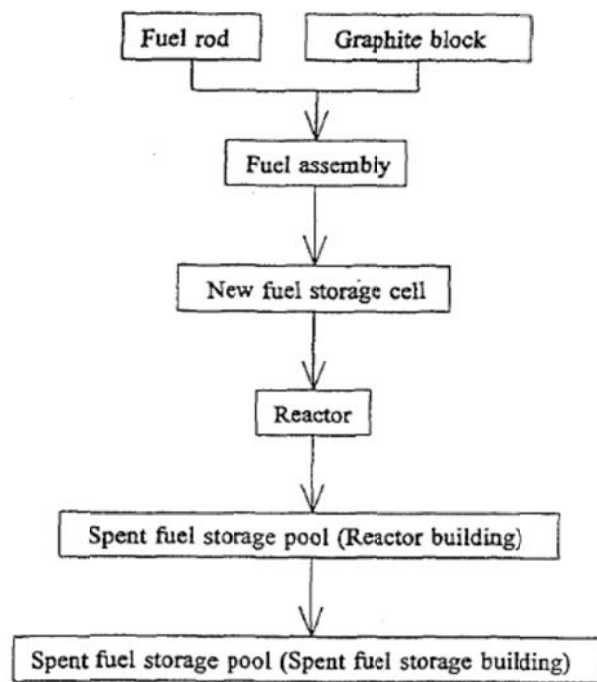 Fuel rod
Graphite block
Fuel assembly
New fuel storage cell
Reactor
Spent fuel storage pool (Reactor building)
Spent fuel storage pool (Spent fuel storage building)